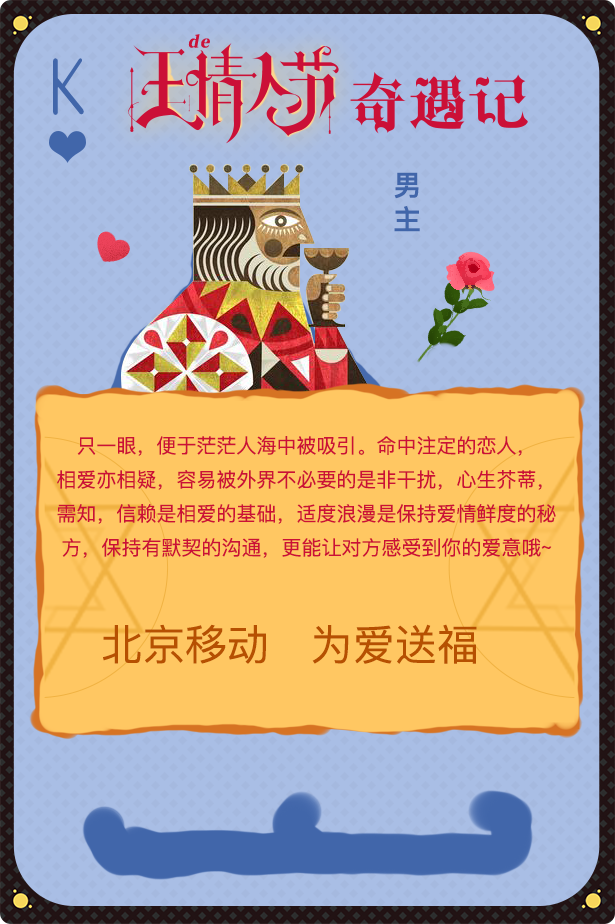 K
王de情人节 奇遇记
男
主
只一眼，便于茫茫人海中被吸引。命中注定的恋人，
相爱亦相疑，容易被外界不必要的是非干扰，心生芥蒂，
需知，信赖是相爱的基础，适度浪漫是保持爱情鲜度的秘
方，保持有默契的沟通，更能让对方感受到你的爱意哦~
北京移动 为爱送福